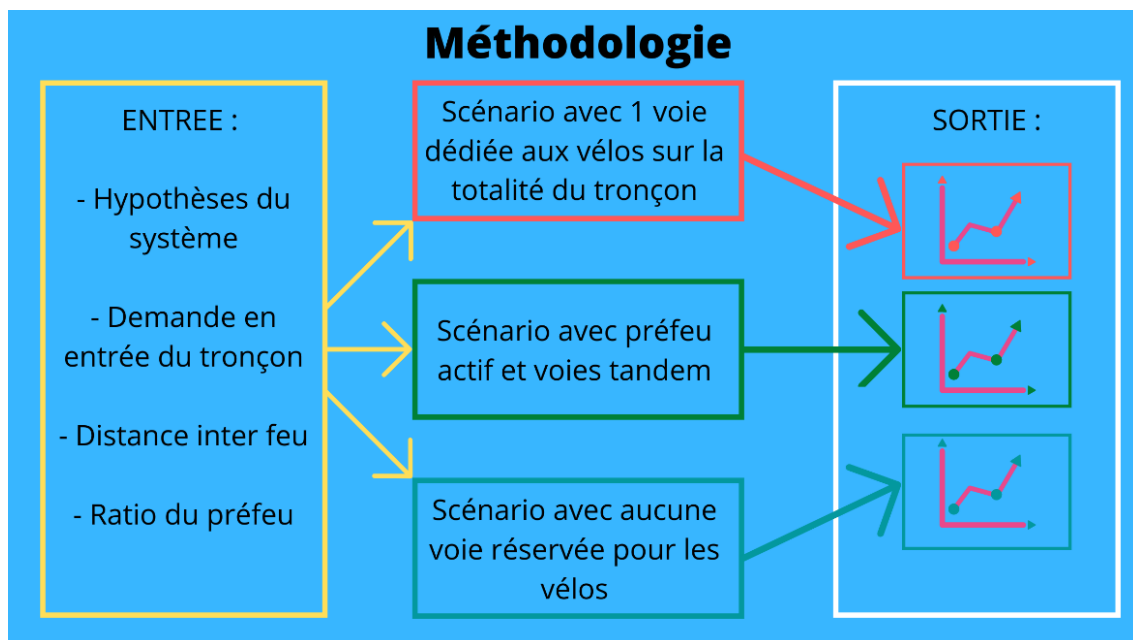 Méthodologie
ENTREE :
- Hypothèses du
système
- Demande en
entrée du tronçon
- Distance inter feu
- Ratio du préfeu
Scénario avec 1 voie
dédiée aux vélos sur la
totalité du tronçon
Scénario avec préfeu
actif et voies tandem
Scénario avec aucune
voie réservée pour les
vélos
SORTIE :